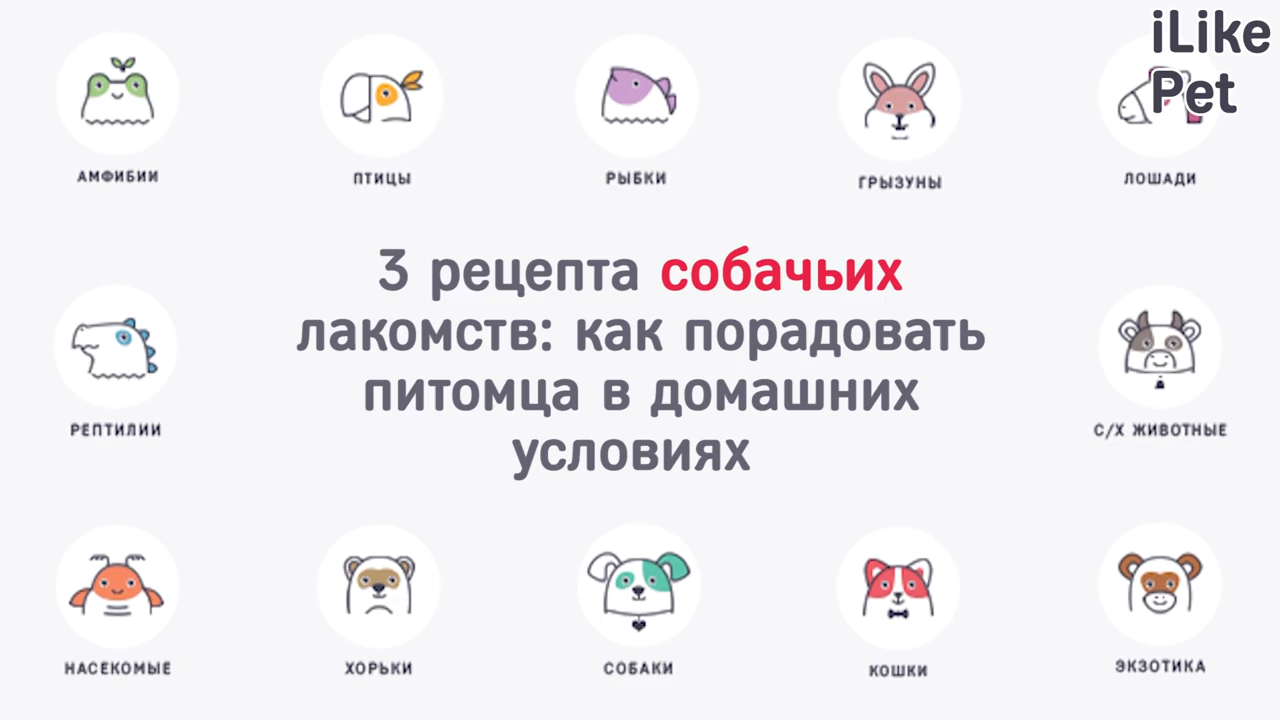 iLike
Pet
АМФИБИИ
ПТИЦЫ
РЫБКИ
ГРЫЗУНЫ
ЛОШАДИ
3 рецепта собачьих
лакомств: как порадовать
питомца в домашних
условиях
РЕПТИЛИИ
С/Х ЖИВОТНЫЕ
НАСЕКОМЫЕ
ХОРЬКИ
СОБАКИ
КОШКИ
ЭКЗОТИКА